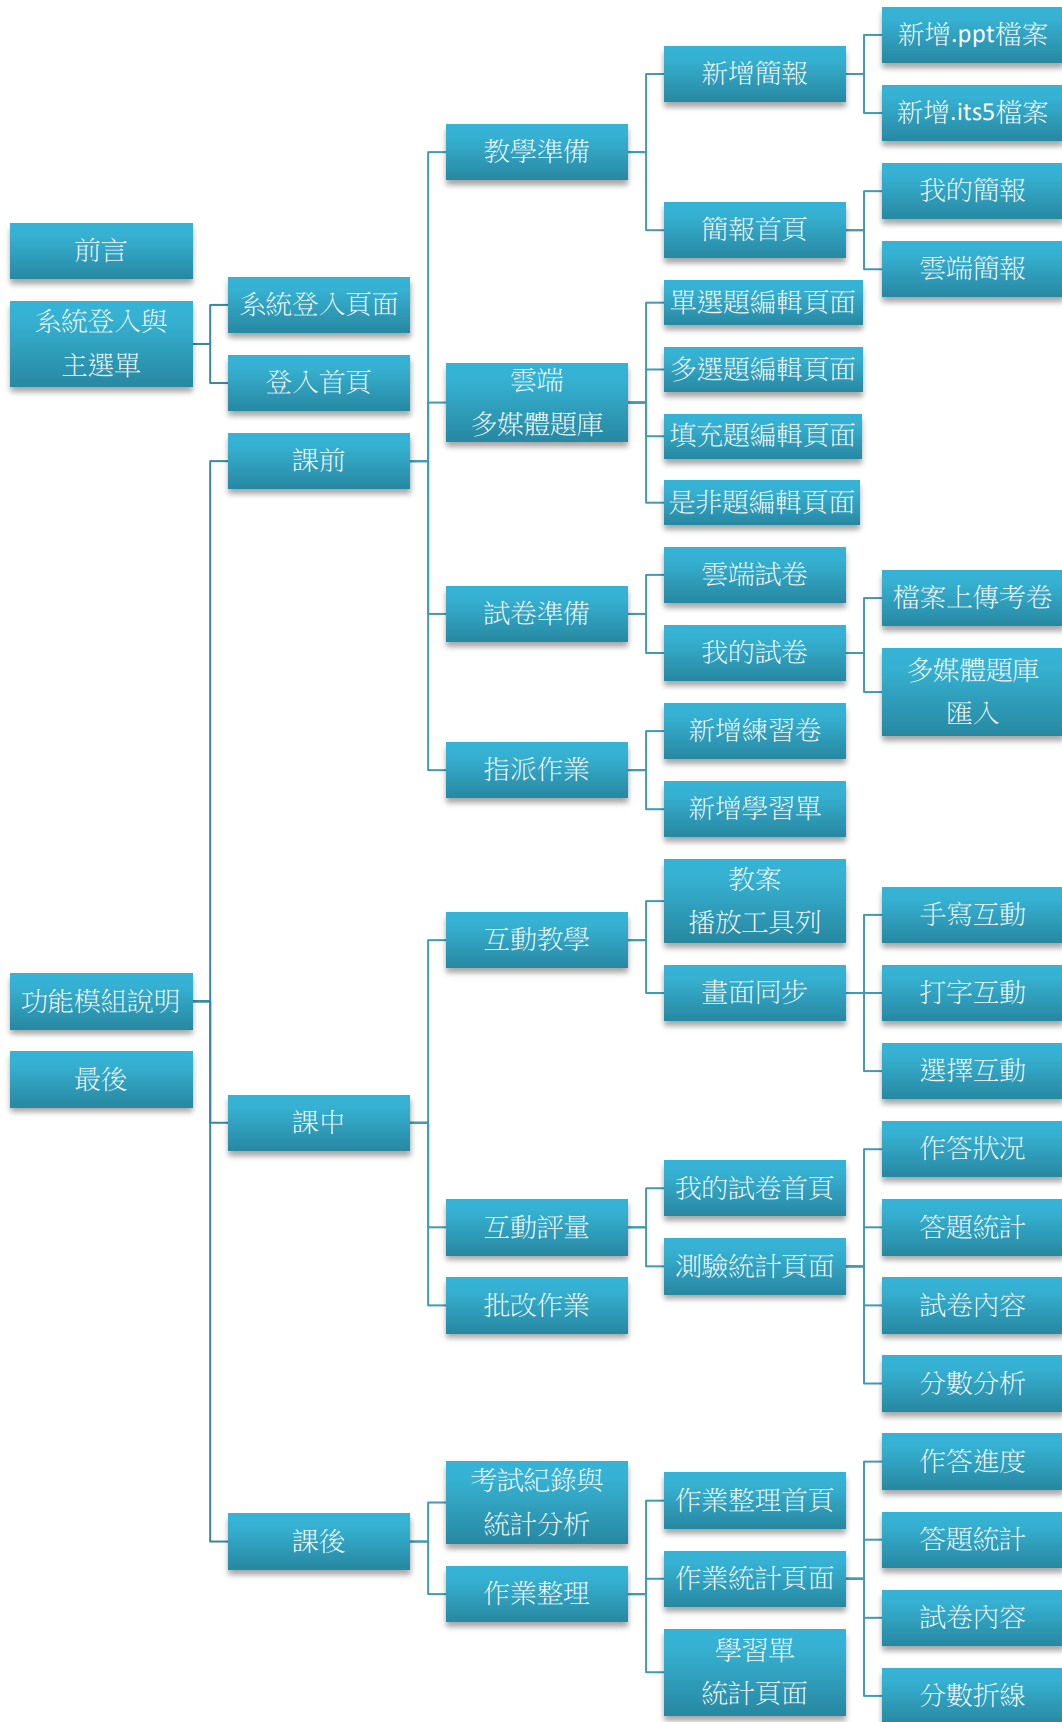 前言
系統登入與
主選單
系統登入頁面
登入首頁
功能模組說明
課前
教學準備
新增簡報
新增.ppt檔案
新增.its5檔案
簡報首頁
我的簡報
雲端簡報
雲端
多媒體題庫
單選題編輯頁面
多選題編輯頁面
填充題編輯頁面
是非題編輯頁面
試卷準備
雲端試卷
我的試卷
檔案上傳考卷
多媒體題庫
匯入
指派作業
新增練習卷
新增學習單
課中
互動教學
教案
播放工具列
畫面同步
手寫互動
打字互動
選擇互動
互動評量
我的試卷首頁
測驗統計頁面
作答狀況
答題統計
試卷內容
分數分析
批改作業
課後
考試紀錄與
統計分析
作業整理
作業整理首頁
作業統計頁面
作答進度
答題統計
試卷內容
分數折線
學習單
統計頁面
最後